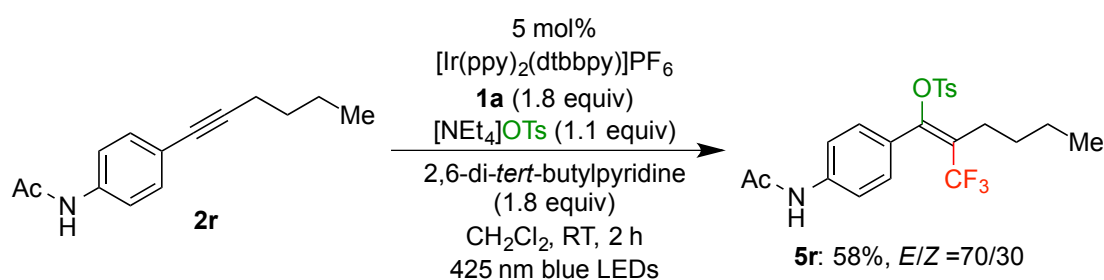 5 mol%
[Ir(ppy)2(dtbbpy)]PF6
1a (1.8 equiv)
[NEt4]OTs (1.1 equiv)
2,6-di-tert-butylpyridine
(1.8 equiv)
CH2Cl2, RT, 2 h
425 nm blue LEDs
Me
Ac
N
H
2r
OTs
Me
CF3
Ac
N
H
5r: 58%, E/Z =70/30